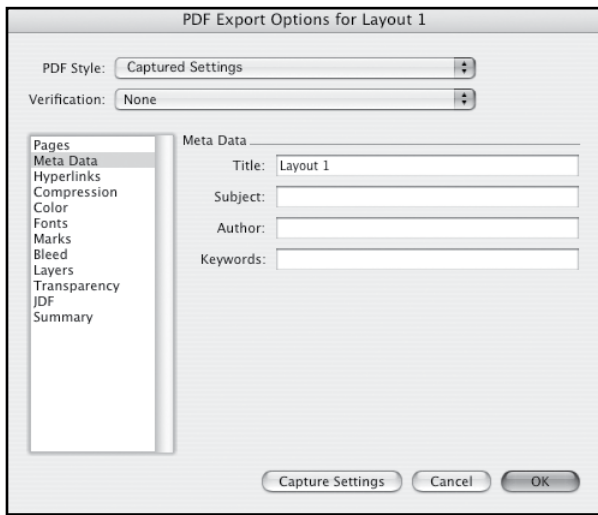 PDF Export Options for Layout 1
PDF Style: Captured Settings
Verification: None
Pages
Meta Data
Hyperlinks
Compression
Color
Fonts
Marks
Bleed
Layers
Transparency
JDF
Summary
Meta Data
Title: Layout 1
Subject:
Author:
Keywords:
Capture Settings Cancel OK